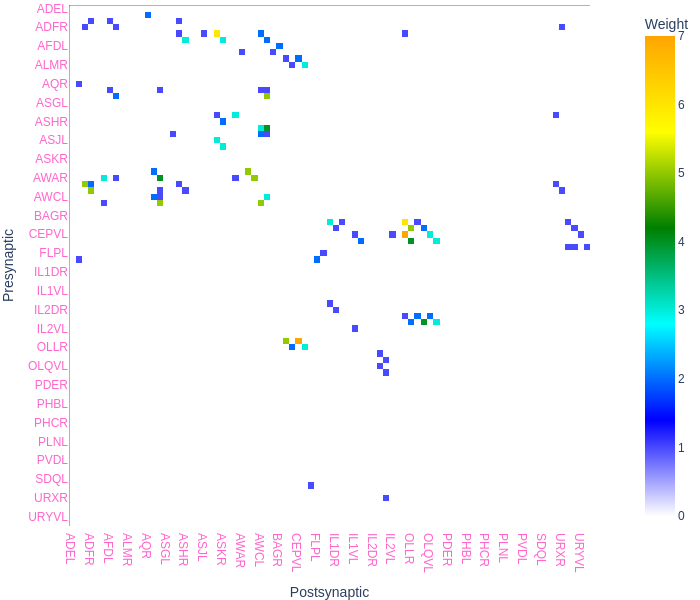 Weight
ADEL
ADFR
AFDL
ALMR
AQR
ASGL
ASHR
ASJL
ASKR
AWAR
AWCL
BAGR
CEPVL
FLPL
IL1DR
IL1VL
IL2DR
IL2VL
OLLR
OLQVL
PDER
PHBL
PHCR
PLNL
PVDL
SDQL
URXR
URYVL
Presynaptic
7
6
5
4
3
2
1
0
ADEL
ADFR
AFDL
ALMR
AQR
ASGL
ASHR
ASJL
ASKR
AWAR
AWCL
BAGR
CEPVL
FLPL
IL1DR
IL1VL
IL2DR
IL2VL
OLLR
OLQVL
PDER
PHBL
PHCR
PLNL
PVDL
SDQL
URXR
URYVL
Postsynaptic